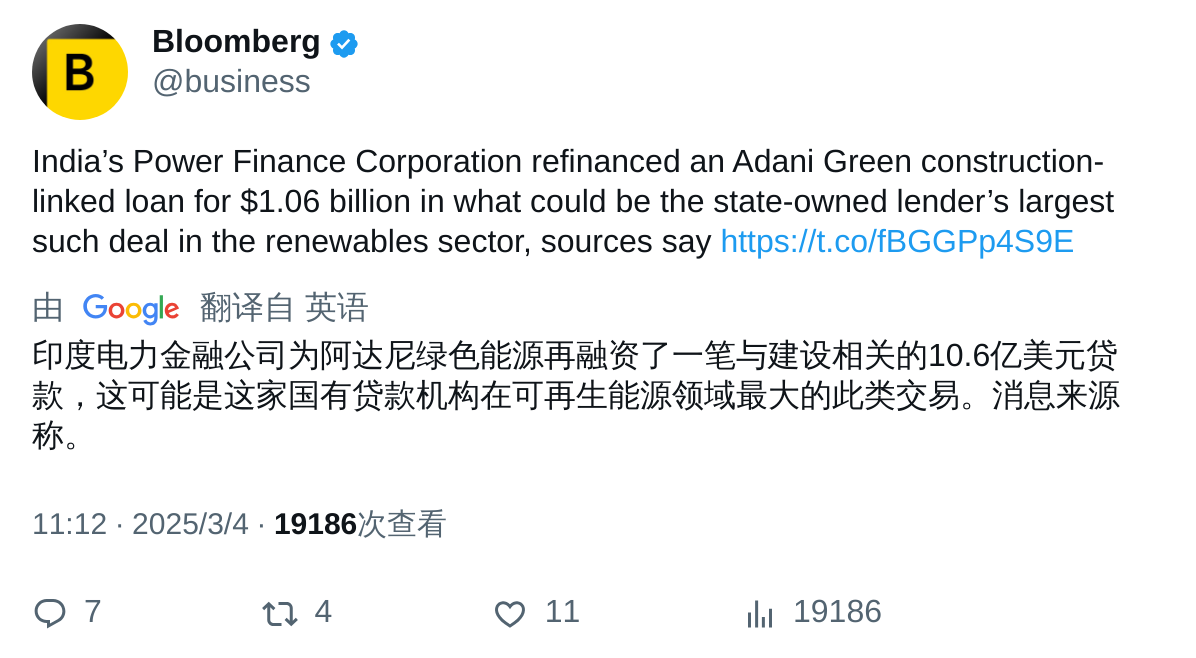 B
Bloomberg
@business
India’s Power Finance Corporation refinanced an Adani Green construction-
linked loan for $1.06 billion in what could be the state-owned lender’s largest
such deal in the renewables sector, sources say https://t.co/fBGGPp4S9E
由 Google 翻译自 英语
印度电力金融公司为阿达尼绿色能源再融资了一笔与建设相关的10.6亿美元贷
款，这可能是这家国有贷款机构在可再生能源领域最大的此类交易。消息来源
称。
11:12 · 2025/3/4 · 19186次查看
7 4 11 19186